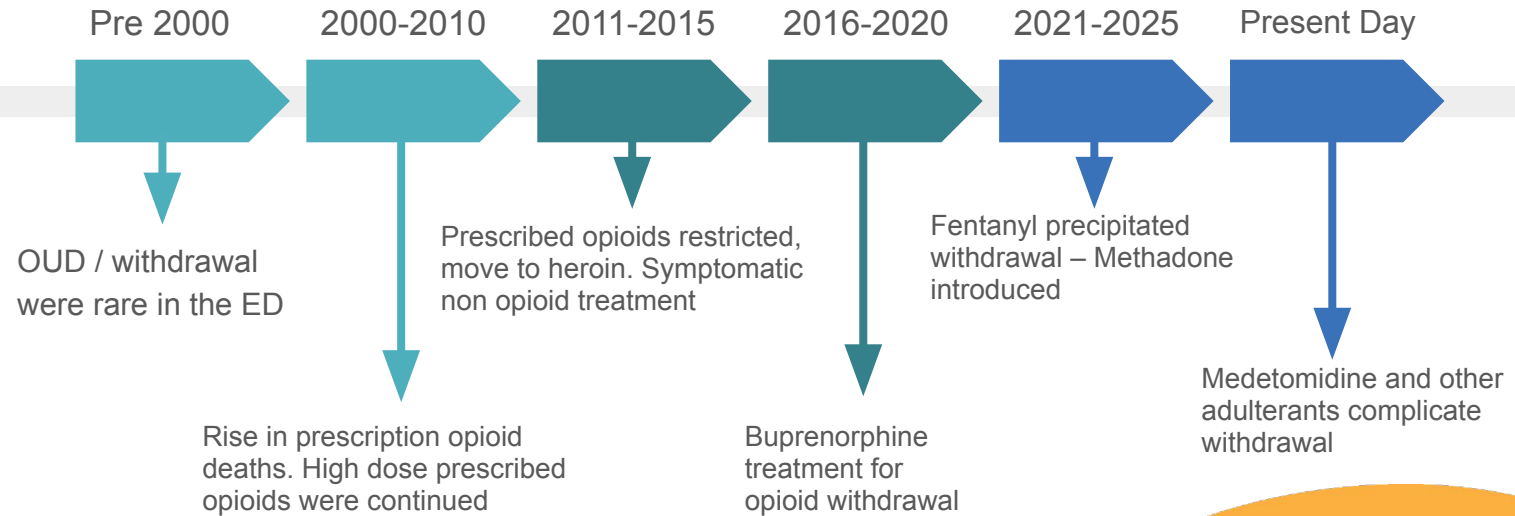 Pre 2000
2000-2010
2011-2015
2016-2020
2021-2025
Present Day
OUD / withdrawal
were rare in the ED
Rise in prescription opioid
deaths. High dose prescribed
opioids were continued
Prescribed opioids restricted,
move to heroin. Symptomatic
non opioid treatment
Buprenorphine
treatment for
opioid withdrawal
Fentanyl precipitated
withdrawal – Methadone
introduced
Medetomidine and other
adulterants complicate
withdrawal